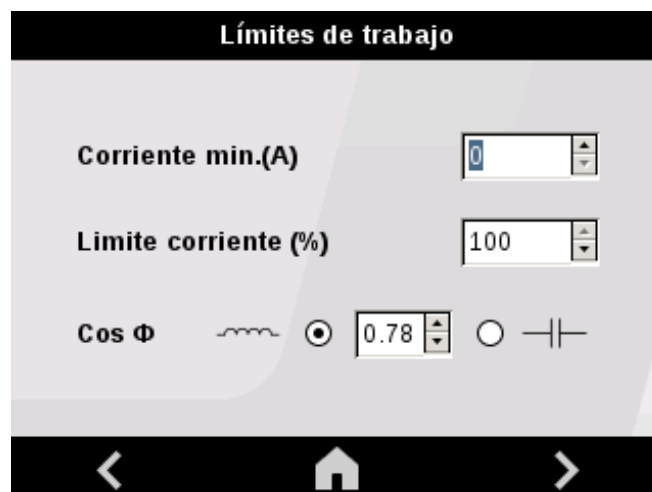 Límites de trabajo
Corriente min.(A) 0
Limite corriente (%) 100
Cos Φ 0.78